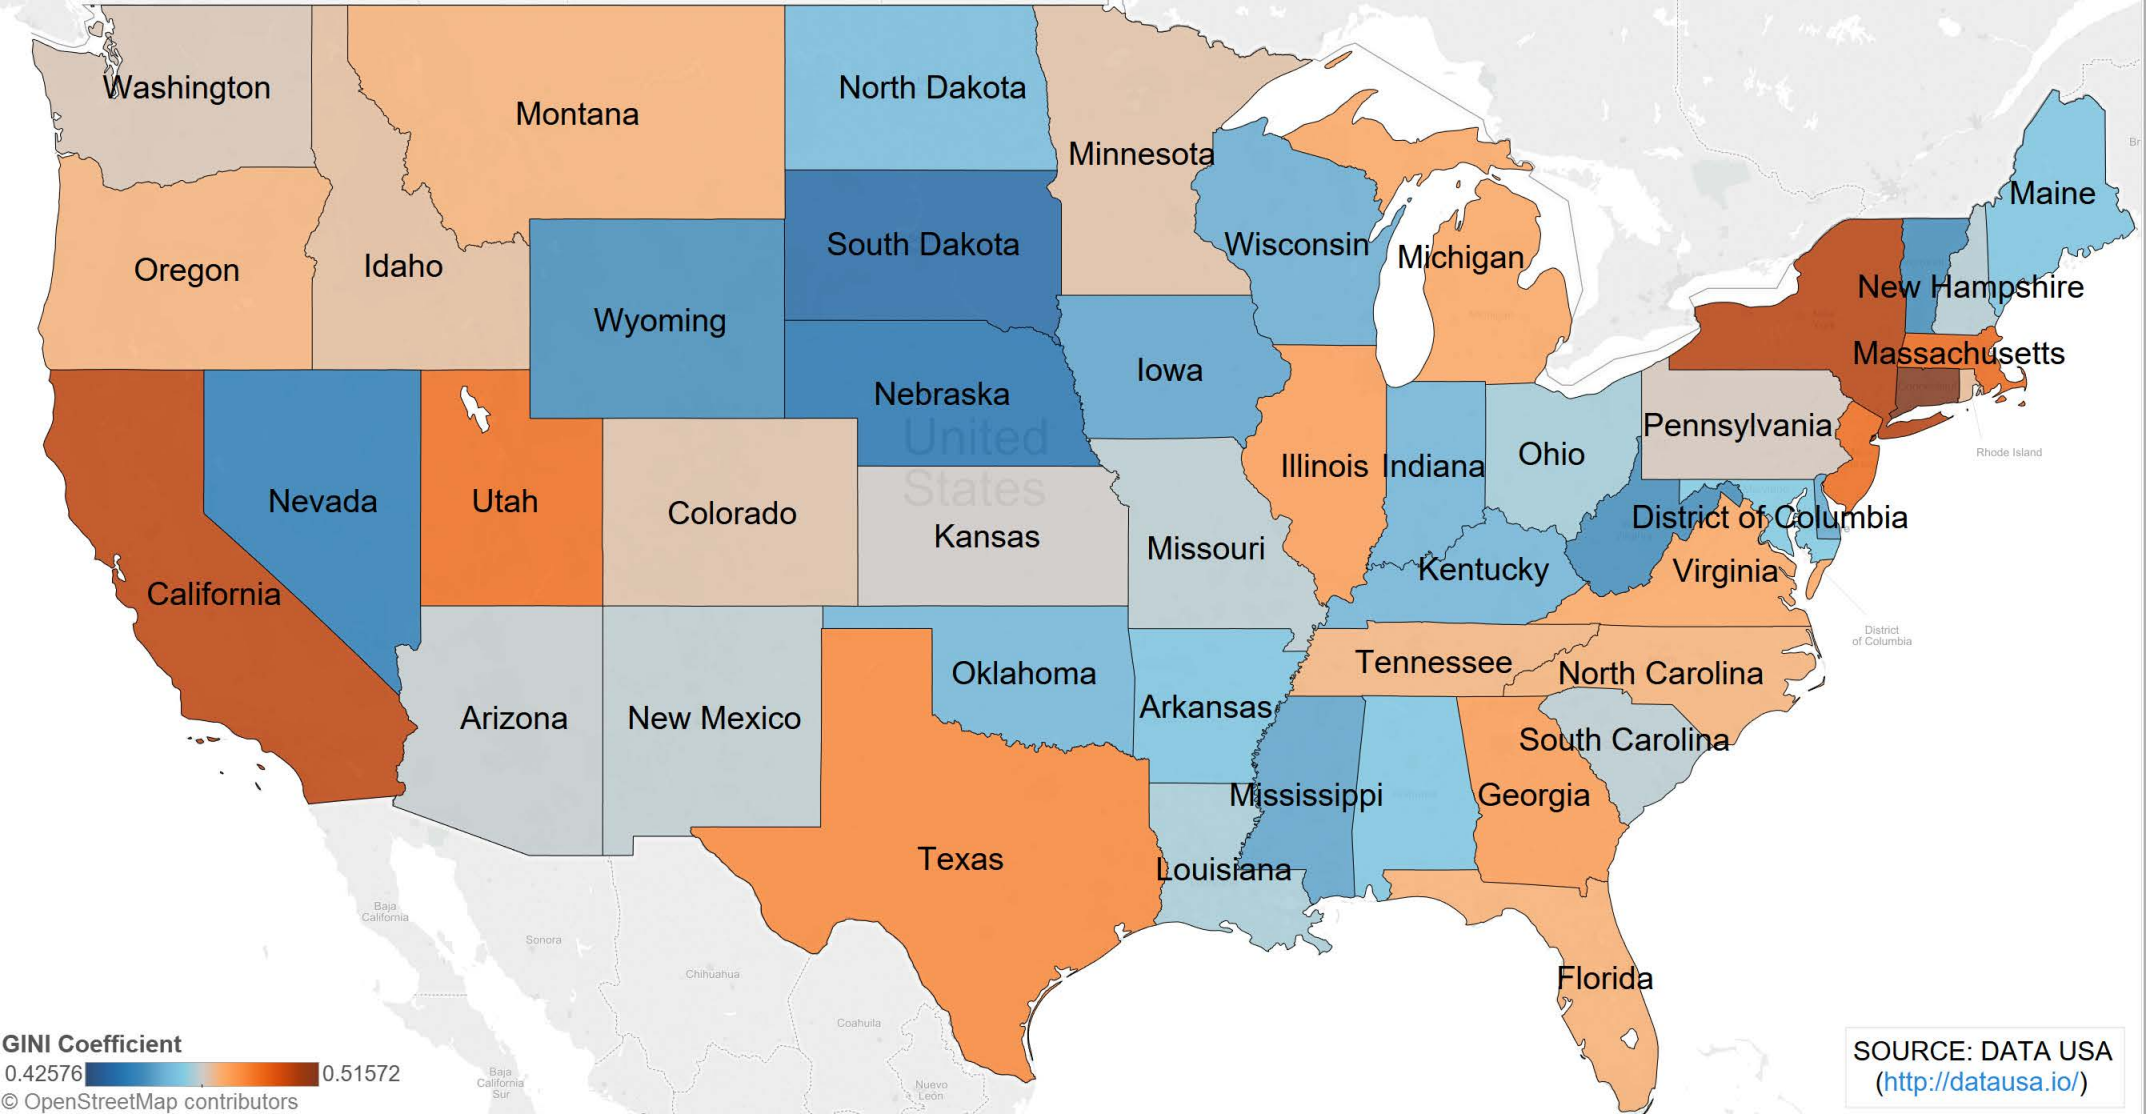 Washington
Montana
North Dakota
Minnesota
Maine
Oregon
Idaho
South Dakota
Wisconsin
Michigan
Wyoming
New Hampshire
Iowa
Massachusetts
Nebraska
United
States
Pennsylvania
Rhode Island
Nevada
Utah
Colorado
Kansas
Missouri
Illinois
Indiana
Ohio
District of Columbia
California
Kentucky
Virginia
District
of Columbia
Arizona
New Mexico
Oklahoma
Arkansas
Tennessee
North Carolina
South Carolina
Texas
Louisiana
Mississippi
Georgia
Florida
Baja
California
Sonora
Chihuahua
Coahuila
Baja
California
Sur
Nuevo
León
Br
GINI Coefficient
0.42576
0.51572
© OpenStreetMap contributors
SOURCE: DATA USA
(http://datausa.io/)